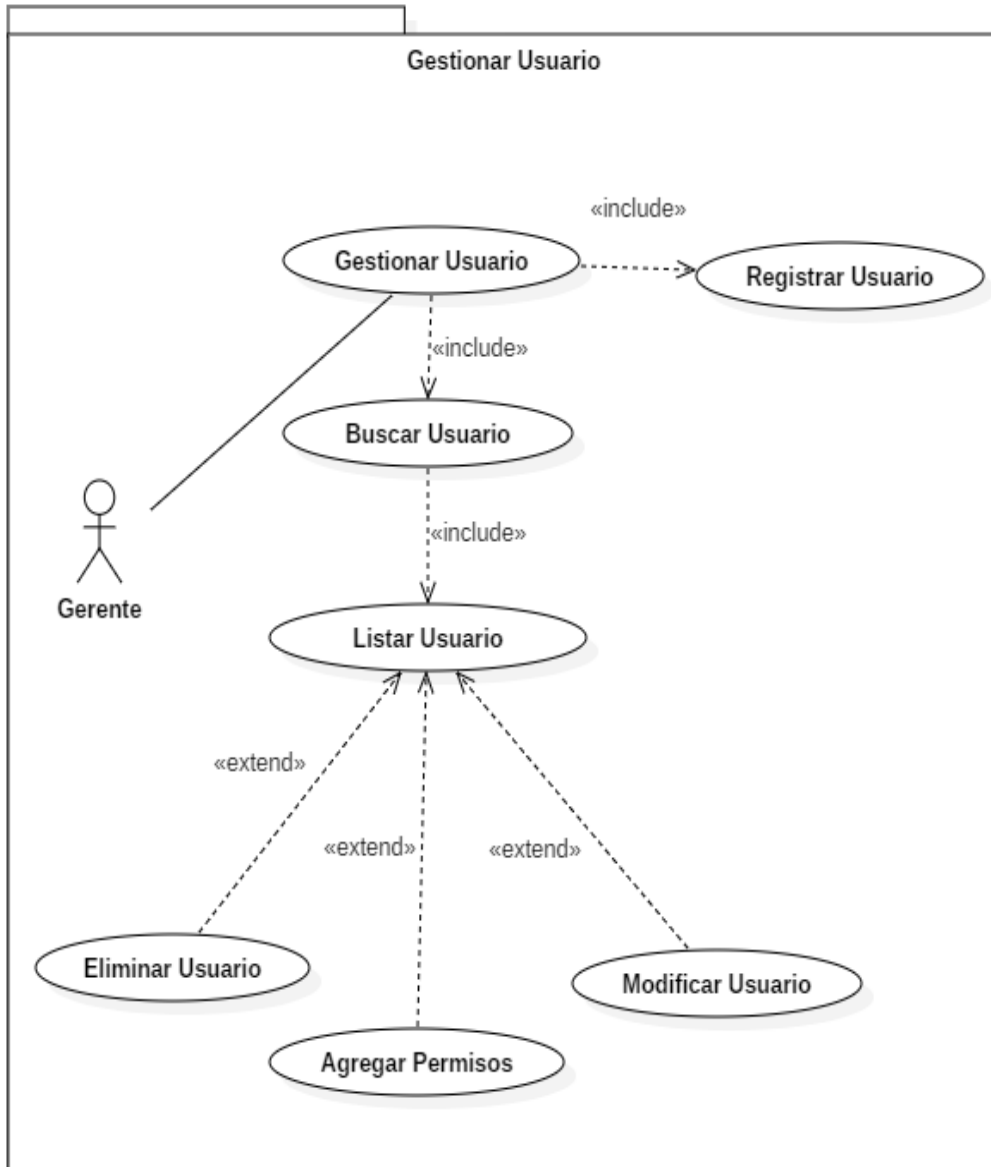 Gestionar Usuario
«include»
Gestionar Usuario
Registrar Usuario
«include»
Buscar Usuario
«include»
Gerente
Listar Usuario
«extend»
«extend»
«extend»
Eliminar Usuario
Modificar Usuario
Agregar Permisos